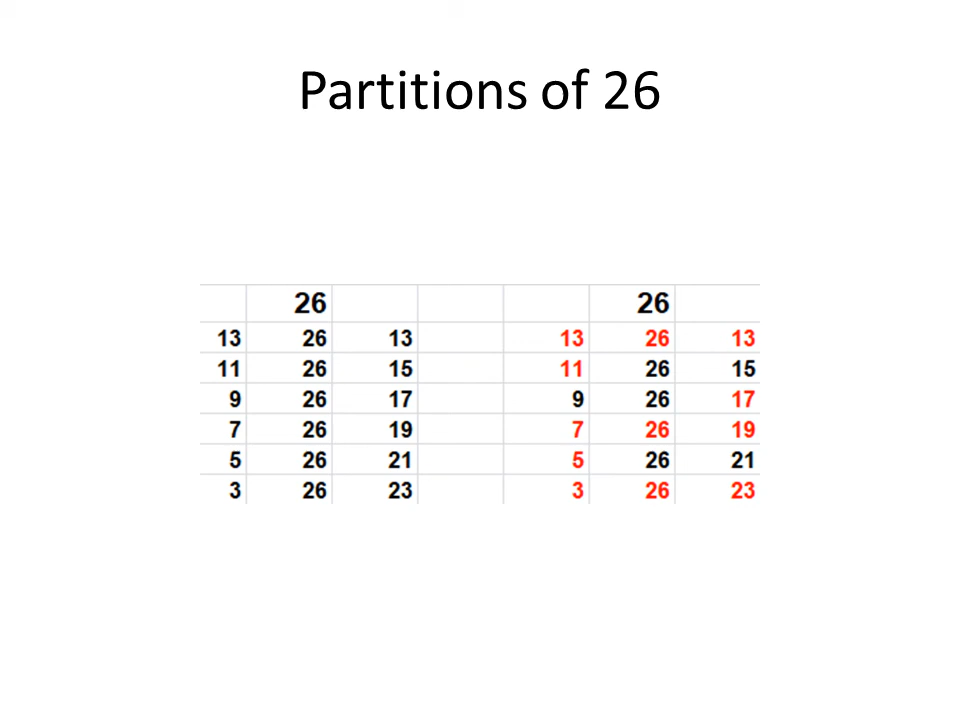 Partitions of 26
26 26
13 26 13 13 26 13
11 26 15 11 26 15
9 26 17 9 26 17
7 26 19 7 26 19
5 26 21 5 26 21
3 26 23 3 26 23